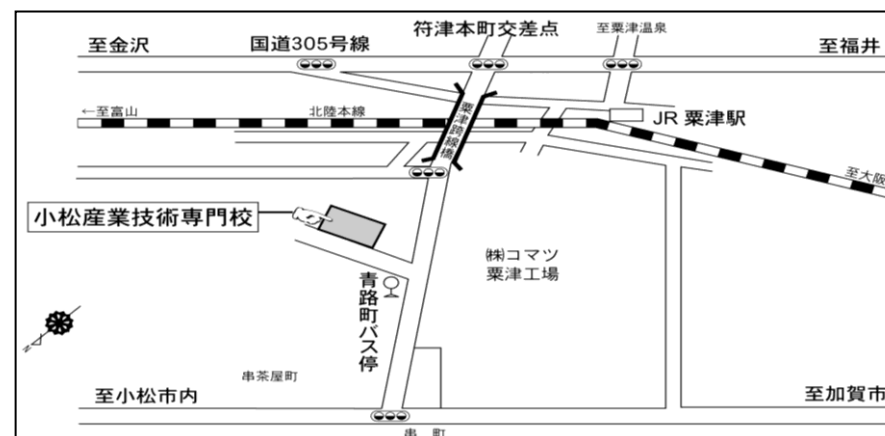 符津本町交差点
至金沢
国道305号線
至粟津温泉
至福井
←至富山
北陸本線
粟津跨線橋
JR 粟津駅
至大阪
小松産業技術専門校
㈱コマツ
粟津工場
青路町バス停
N
串茶屋町
至小松市内
至加賀市
串 町